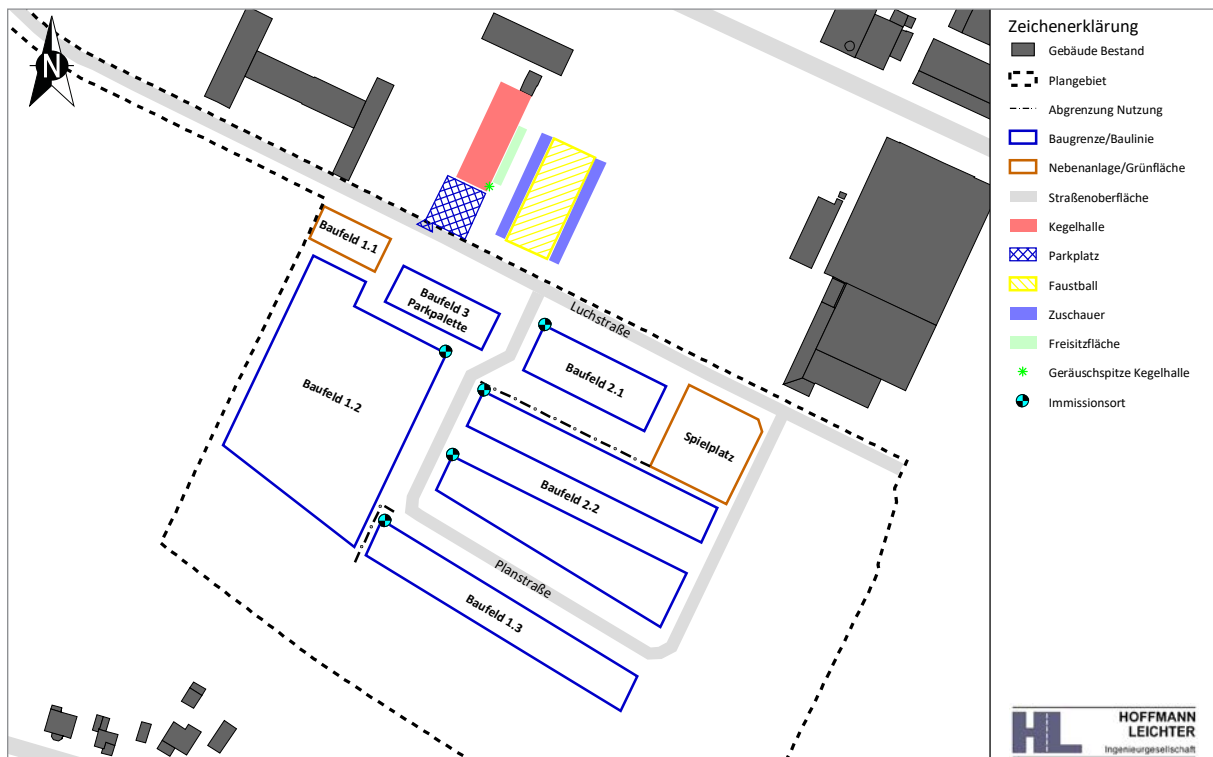 N
Baufeld 1.1
Baufeld 3
Parkpalette
Luchstraße
Baufeld 1.2
Baufeld 2.1
Spielplatz
Baufeld 2.2
Planstraße
Baufeld 1.3
Zeichenerklärung
Gebäude Bestand
Plangebiet
Abgrenzung Nutzung
Baugrenze/Baulinie
Nebenanlage/Grünfläche
Straßenoberfläche
Kegelhalle
Parkplatz
Faustball
Zuschauer
Freisitzfläche
Geräuschspitze Kegelhalle
Immissionsort
HL
HOFFMANN
LEICHTER
Ingenieurgesellschaft